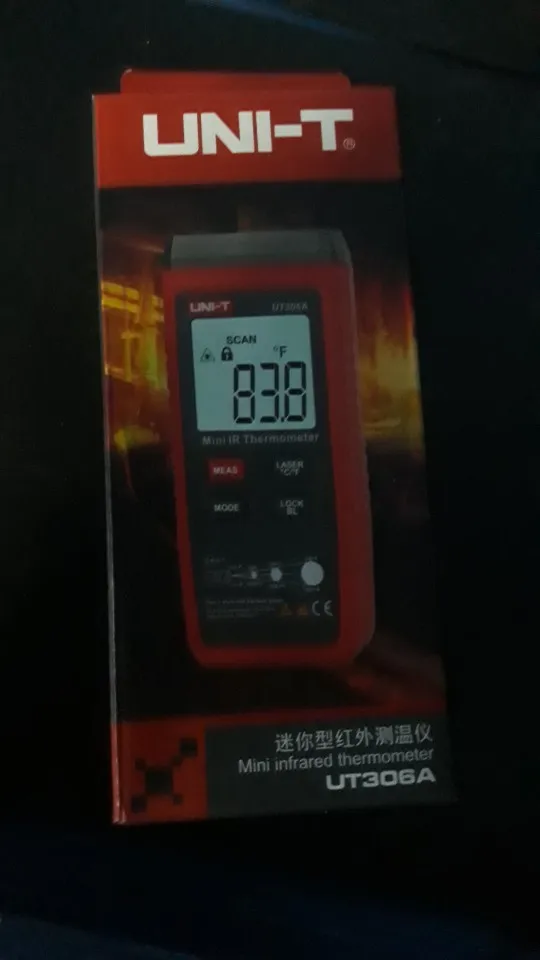 UNI-T®
UNI-T UT306A
SCAN
°F
83.8
Mini IR Thermometer
MEAS LASER
°C/°F
MODE LOCK
BL
CE
迷你型红外测温仪
Mini infrared thermometer
UT306A